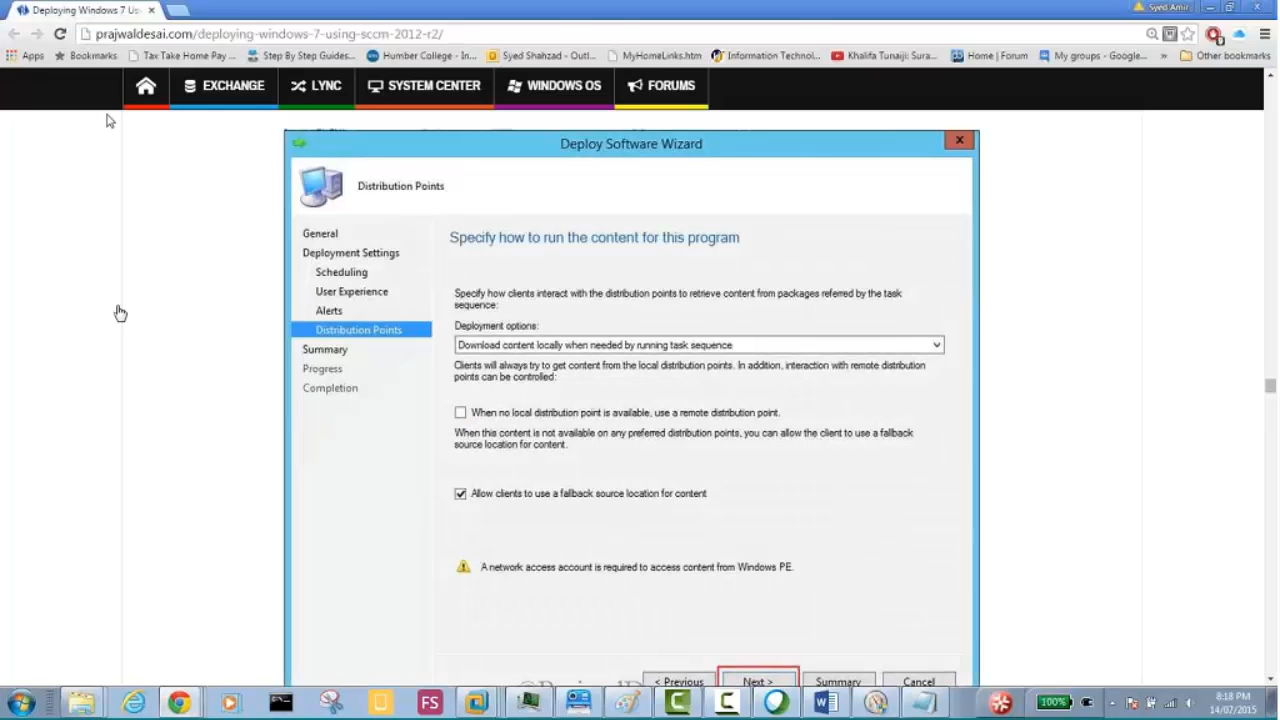 Deploying Windows 7 Us
Syed Amir
prajwaldesai.com/deploying-windows-7-using-sccm-2012-r2/
Apps Bookmarks Tax Take Home Pay ... Step By Step Guides... Humber College - In... Syed Shahzad - Outl... MyHomeLinks.htm Information Technol... Khalifa Tunaiji: Sura... Home | Forum My groups - Google... » Other bookmarks
EXCHANGE LYNC SYSTEM CENTER WINDOWS OS FORUMS
Deploy Software Wizard
Distribution Points
General
Deployment Settings
Scheduling
User Experience
Alerts
Distribution Points
Summary
Progress
Completion
Specify how to run the content for this program
Specify how clients interact with the distribution points to retrieve content from packages referred by the task
sequence:
Deployment options:
Download content locally when needed by running task sequence
Clients will always try to get content from the local distribution points. In addition, interaction with remote distribution
points can be controlled:
When no local distribution point is available, use a remote distribution point.
When this content is not available on any preferred distribution points, you can allow the client to use a fallback
source location for content.
Allow clients to use a fallback source location for content
A network access account is required to access content from Windows PE.
< Previous Next > Summary Cancel
FS
100%
8:18 PM
14/07/2015